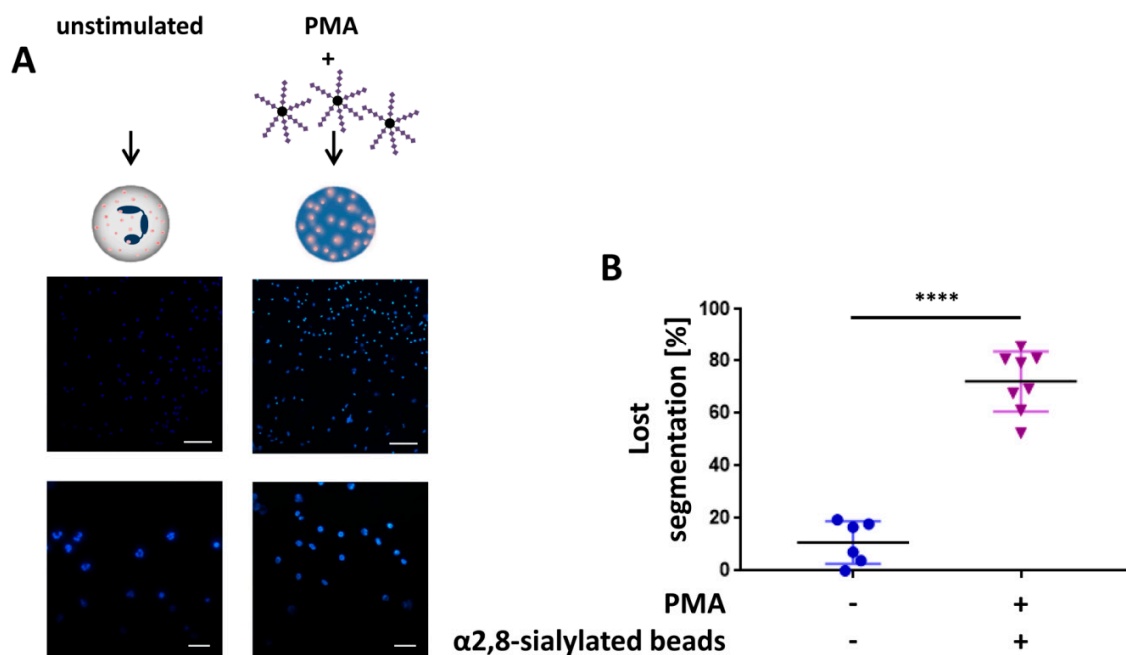 unstimulated PMA
A
+
B
****
100
80
60
40
20
0
Lost
segmentation [%]
PMA - +
α2,8-sialylated beads - +